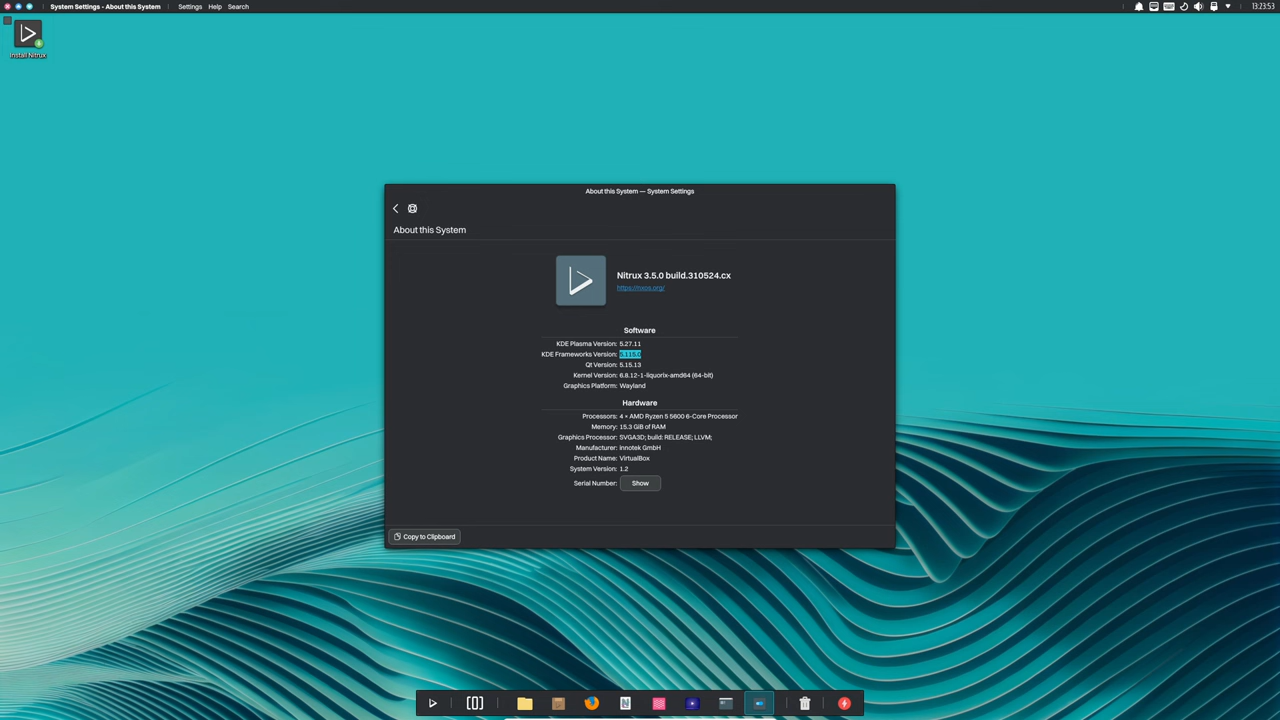 System Settings - About this System Settings Help Search 13:23:53
Install Nitrux
About this System — System Settings
About this System
Nitrux 3.5.0 build.310524.cx
https://nxos.org/
Software
KDE Plasma Version: 5.27.11
KDE Frameworks Version: 5.115.0
Qt Version: 5.15.13
Kernel Version: 6.8.12-1-liquorix-amd64 (64-bit)
Graphics Platform: Wayland
Hardware
Processors: 4 × AMD Ryzen 5 5600 6-Core Processor
Memory: 15.3 GiB of RAM
Graphics Processor: SVGA3D; build: RELEASE; LLVM;
Manufacturer: innotek GmbH
Product Name: VirtualBox
System Version: 1.2
Serial Number: Show
Copy to Clipboard